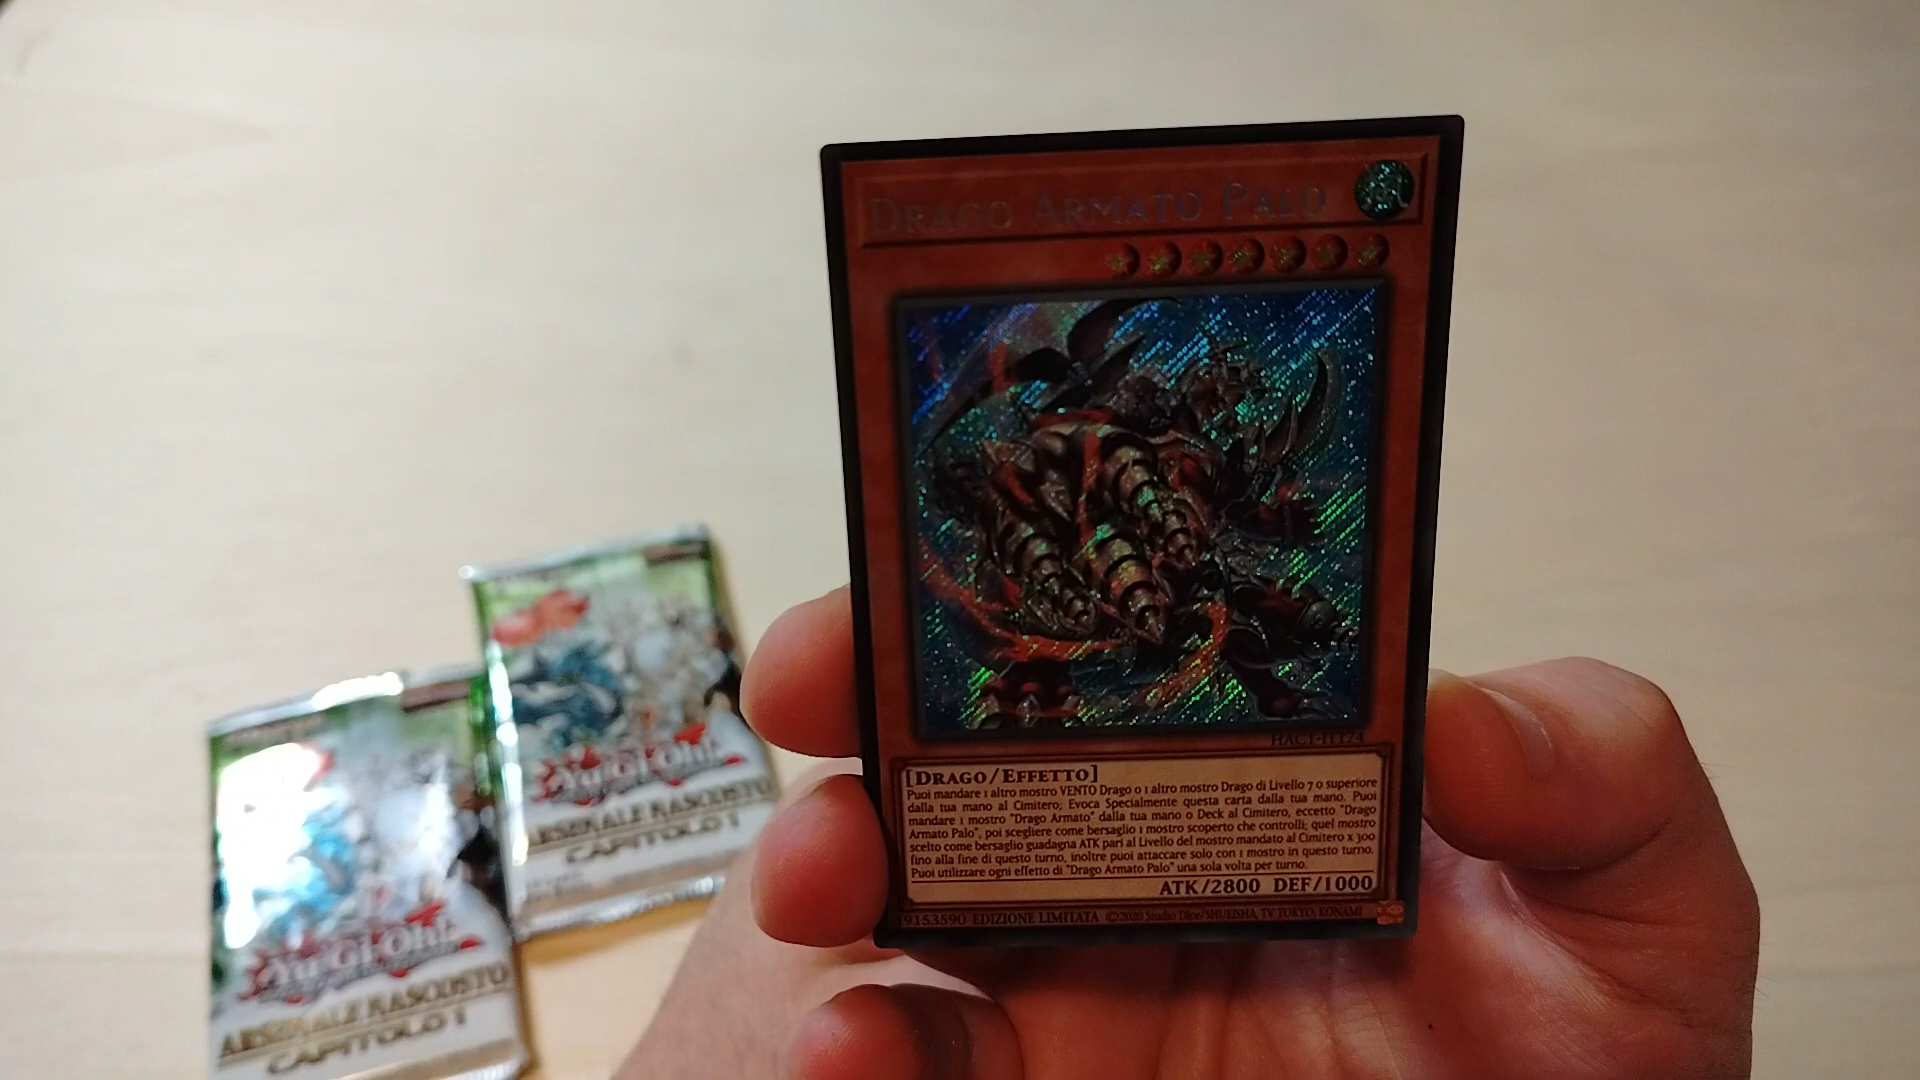 Drago Armato Palo
HAC1-IT174
[Drago/Effetto]
Puoi mandare 1 altro mostro VENTO Drago o 1 altro mostro Drago di Livello 7 o superiore
dalla tua mano al Cimitero; Evoca Specialmente questa carta dalla tua mano. Puoi
mandare 1 mostro "Drago Armato" dalla tua mano o Deck al Cimitero, eccetto "Drago
Armato Palo", poi scegliere come bersaglio 1 mostro scoperto che controlli; quel mostro
scelto come bersaglio guadagna ATK pari al Livello del mostro mandato al Cimitero x 300
fino alla fine di questo turno, inoltre puoi attaccare solo con 1 mostro in questo turno.
Puoi utilizzare ogni effetto di "Drago Armato Palo" una sola volta per turno.
ATK/2800 DEF/1000
19153590 EDIZIONE LIMITATA ©2020 Studio Dice/SHUEISHA, TV TOKYO, KONAMI
Yu-Gi-Oh!
ARSENALE NASCOSTO
CAPITOLO 1
Yu-Gi-Oh!
ARSENALE NASCOSTO
CAPITOLO 1